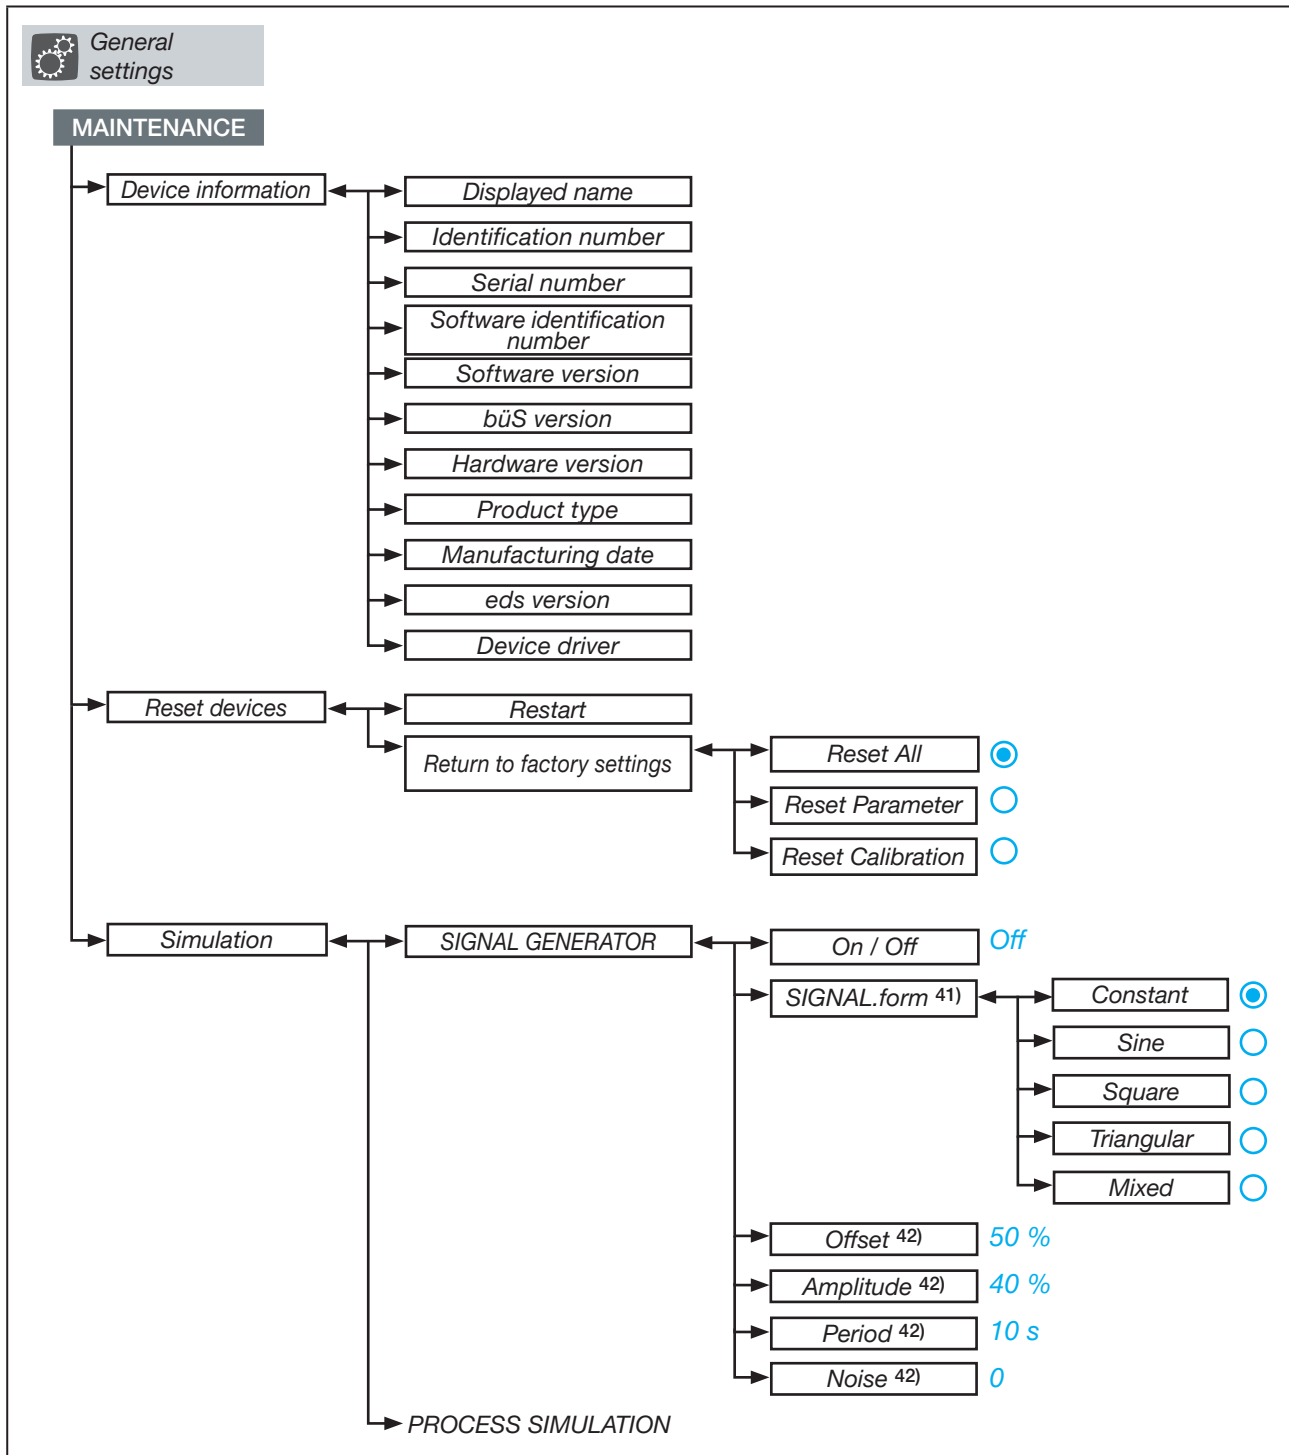 General
settings
MAINTENANCE
Device information
Displayed name
Identification number
Serial number
Software identification
number
Software version
büS version
Hardware version
Product type
Manufacturing date
eds version
Device driver
Reset devices
Restart
Return to factory settings
Reset All
Reset Parameter
Reset Calibration
Simulation
SIGNAL GENERATOR
On / Off
Off
SIGNAL.form 41)
Constant
Sine
Square
Triangular
Mixed
Offset 42)
50 %
Amplitude 42)
40 %
Period 42)
10 s
Noise 42)
0
PROCESS SIMULATION